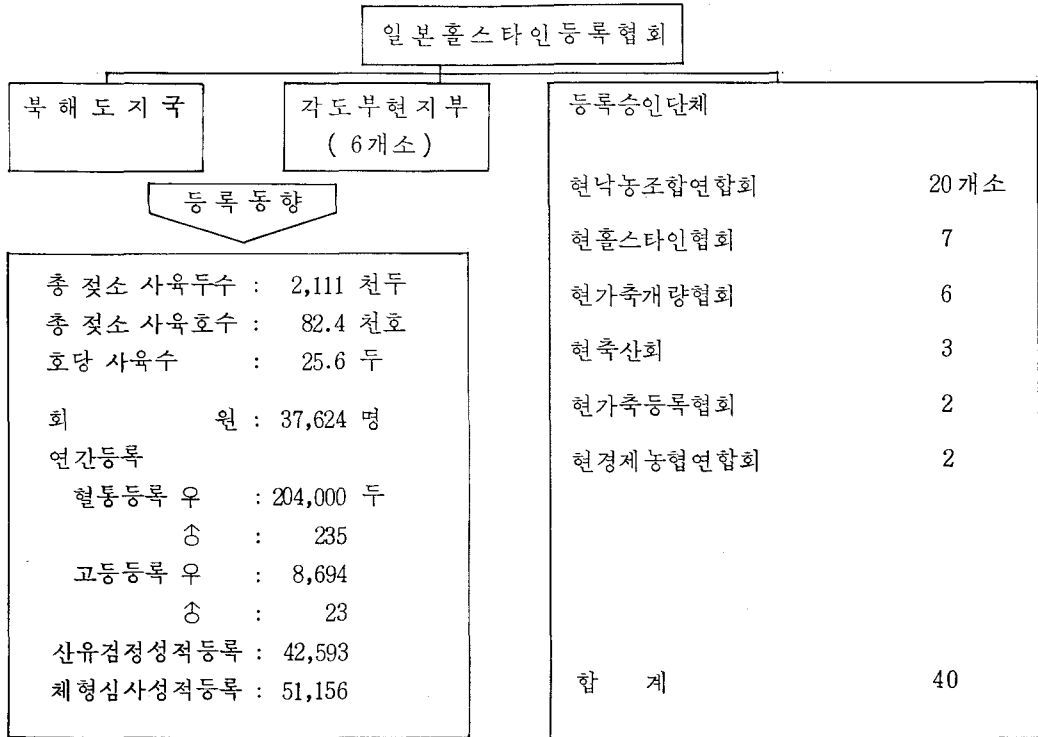 일본홀스타인등록협회
북해도지국
각도부현지부
( 6개소 )
등록동향
총 젖소 사육두수 : 2,111 천두
총 젖소 사육호수 : 82.4 천호
호당 사육수 : 25.6 두
회 원 : 37,624 명
연간등록
혈통등록 우 : 204,000 두
♂ : 235
고등등록 우 : 8,694
♂ : 23
산유검정성적등록 : 42,593
체형심사성적등록 : 51,156
등록승인단체
현낙농조합연합회 20개소
현홀스타인협회 7
현가축개량협회 6
현축산회 3
현가축등록협회 2
현경제농협연합회 2
합 계 40